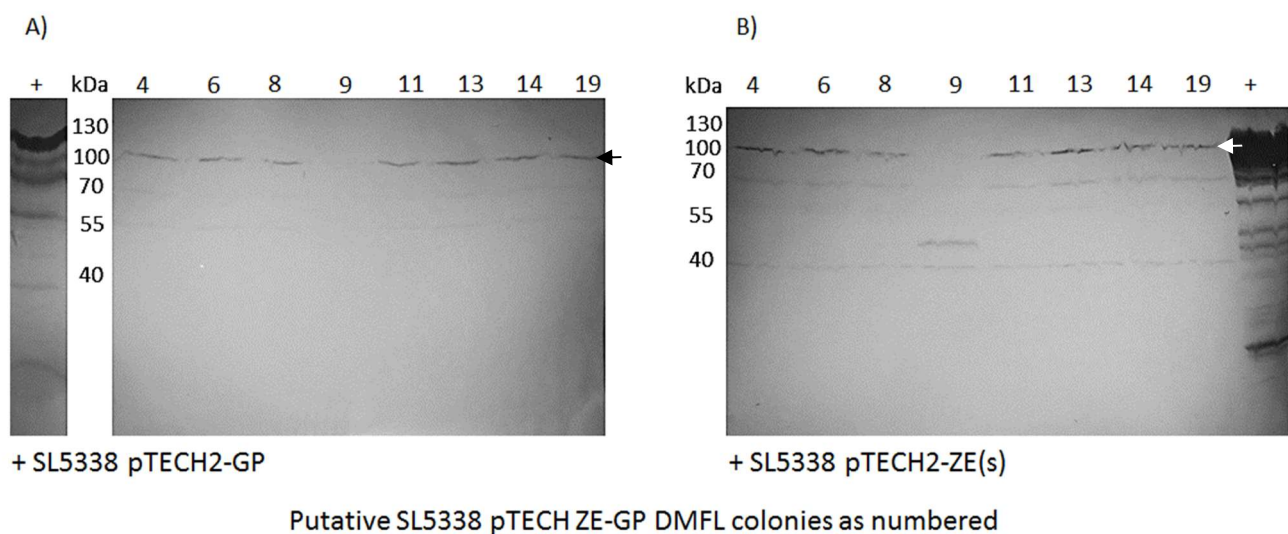 A)
B)
+ kDa 4 6 8 9 11 13 14 19
kDa 4 6 8 9 11 13 14 19 +
130
100
70
55
40
130
100
70
55
40
+ SL5338 pTECH2-GP
+ SL5338 pTECH2-ZE(s)
Putative SL5338 pTECH ZE-GP DMFL colonies as numbered